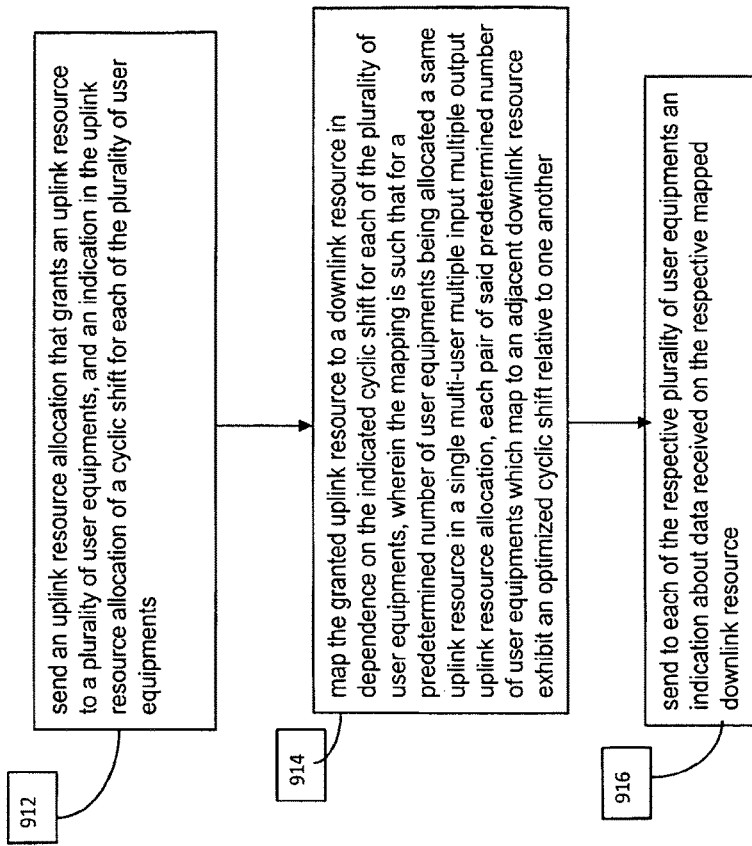 912
send an uplink resource allocation that grants an uplink resource
to a plurality of user equipments, and an indication in the uplink
resource allocation of a cyclic shift for each of the plurality of user
equipments
914
map the granted uplink resource to a downlink resource in
dependence on the indicated cyclic shift for each of the plurality of
user equipments, wherein the mapping is such that for a
predetermined number of user equipments being allocated a same
uplink resource in a single multi-user multiple input multiple output
uplink resource allocation, each pair of said predetermined number
of user equipments which map to an adjacent downlink resource
exhibit an optimized cyclic shift relative to one another
916
send to each of the respective plurality of user equipments an
indication about data received on the respective mapped
downlink resource